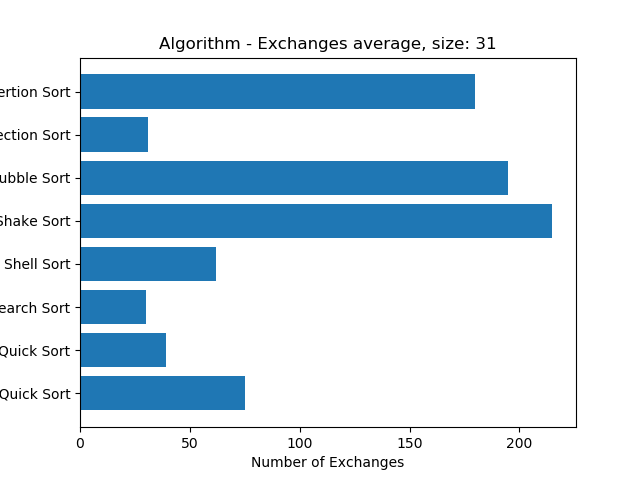 Algorithm - Exchanges average, size: 31
ertion Sort
ection Sort
ubble Sort
Shake Sort
Shell Sort
earch Sort
Quick Sort
Quick Sort
0 50 100 150 200
Number of Exchanges